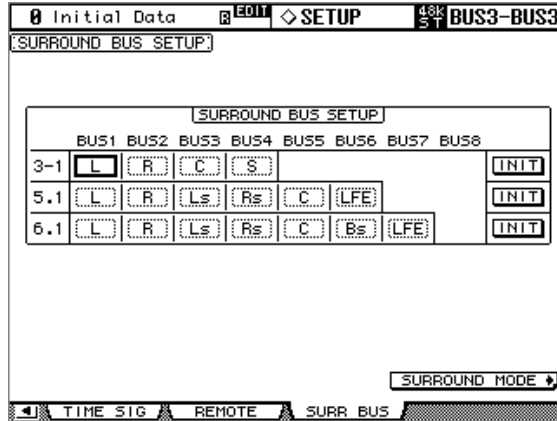 0 Initial Data R EDIT ◇SETUP 48K ST BUS3-BUS3
SURROUND BUS SETUP
SURROUND BUS SETUP
BUS1 BUS2 BUS3 BUS4 BUS5 BUS6 BUS7 BUS8
3-1 L R C S INIT
5.1 L R Ls Rs C LFE INIT
6.1 L R Ls Rs C Bs LFE INIT
SURROUND MODE
TIME SIG REMOTE SURR BUS